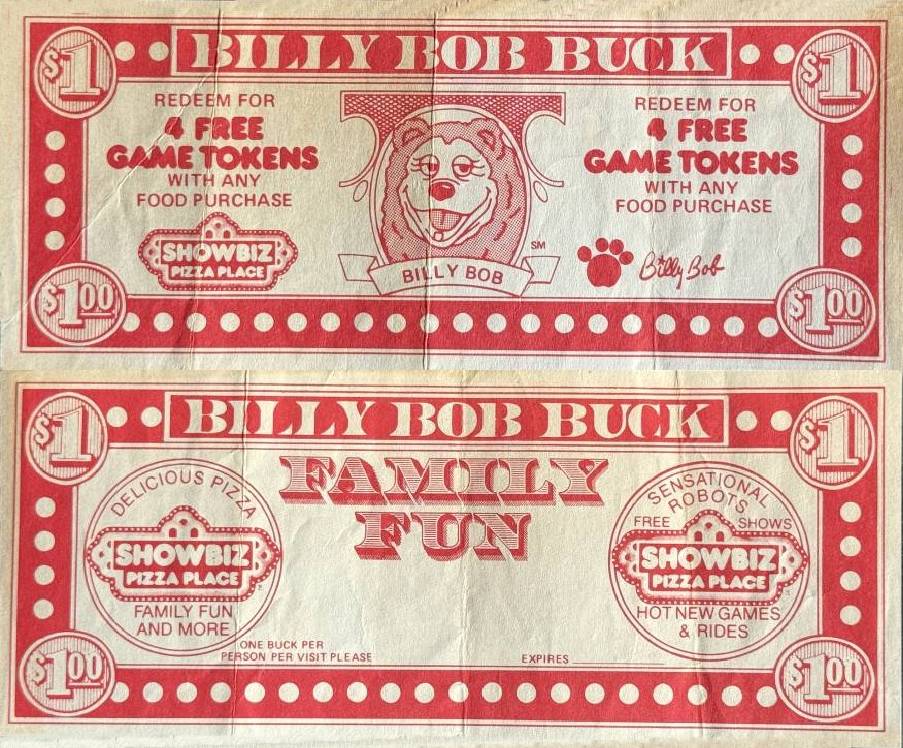 BILLY BOB BUCK
$1
$1
REDEEM FOR
4 FREE
GAME TOKENS
WITH ANY
FOOD PURCHASE
SHOWBIZ
PIZZA PLACE
BILLY BOB
SM
REDEEM FOR
4 FREE
GAME TOKENS
WITH ANY
FOOD PURCHASE
Billy Bob
$1.00
$1.00
BILLY BOB BUCK
$1
$1
FAMILY
FUN
DELICIOUS PIZZA
SHOWBIZ
PIZZA PLACE
FAMILY FUN
AND MORE
SENSATIONAL
ROBOTS
FREE SHOWS
SHOWBIZ
PIZZA PLACE
HOT NEW GAMES
& RIDES
ONE BUCK PER
PERSON PER VISIT PLEASE
EXPIRES
$1.00
$1.00